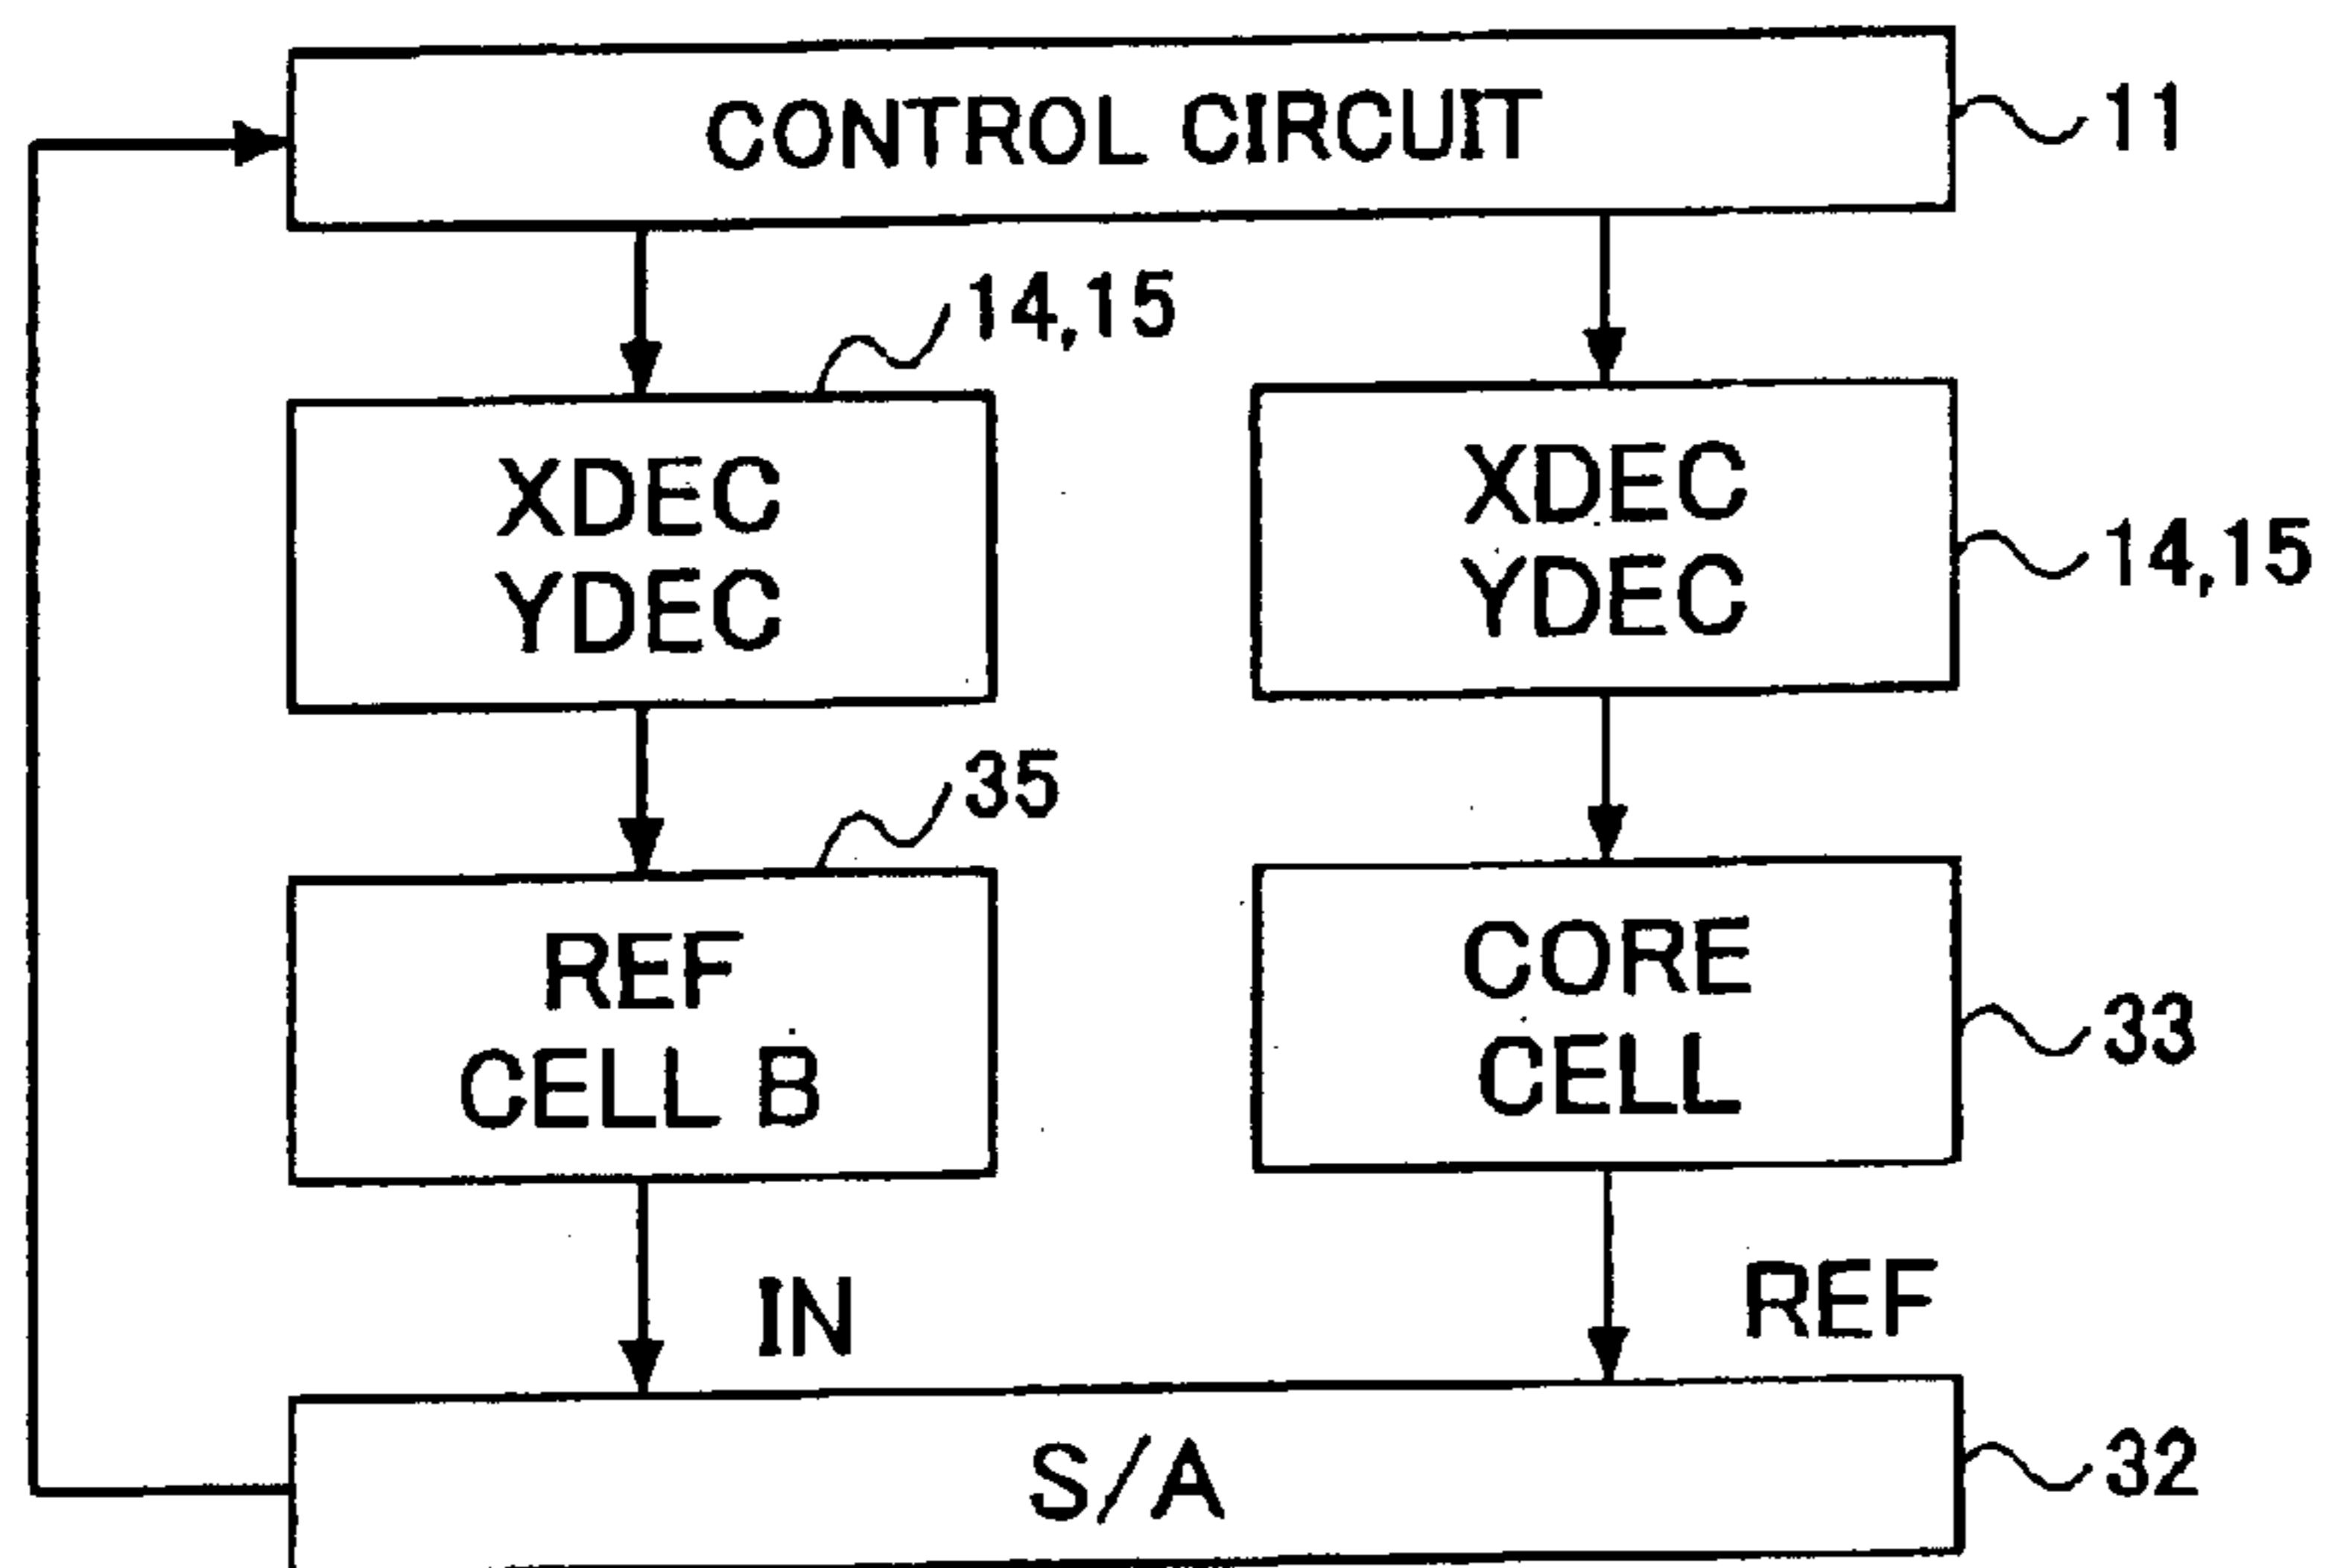 CONTROL CIRCUIT
11
14,15
XDEC
YDEC
XDEC
YDEC
14,15
35
REF
CELL B
CORE
CELL
33
IN
REF
S/A
32